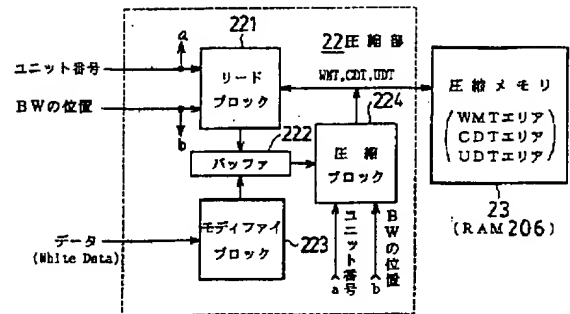 221
22圧縮部
a
ユニット番号
リード
ブロック
WMT,CDT,UDT
BWの位置
b
222
224
バッファ
圧縮
ブロック
圧縮メモリ
WMTエリア
CDTエリア
UDTエリア
23
(RAM206)
データ
(White Data)
モディファイ
ブロック
223
ユニット番号
BWの位置
a
b